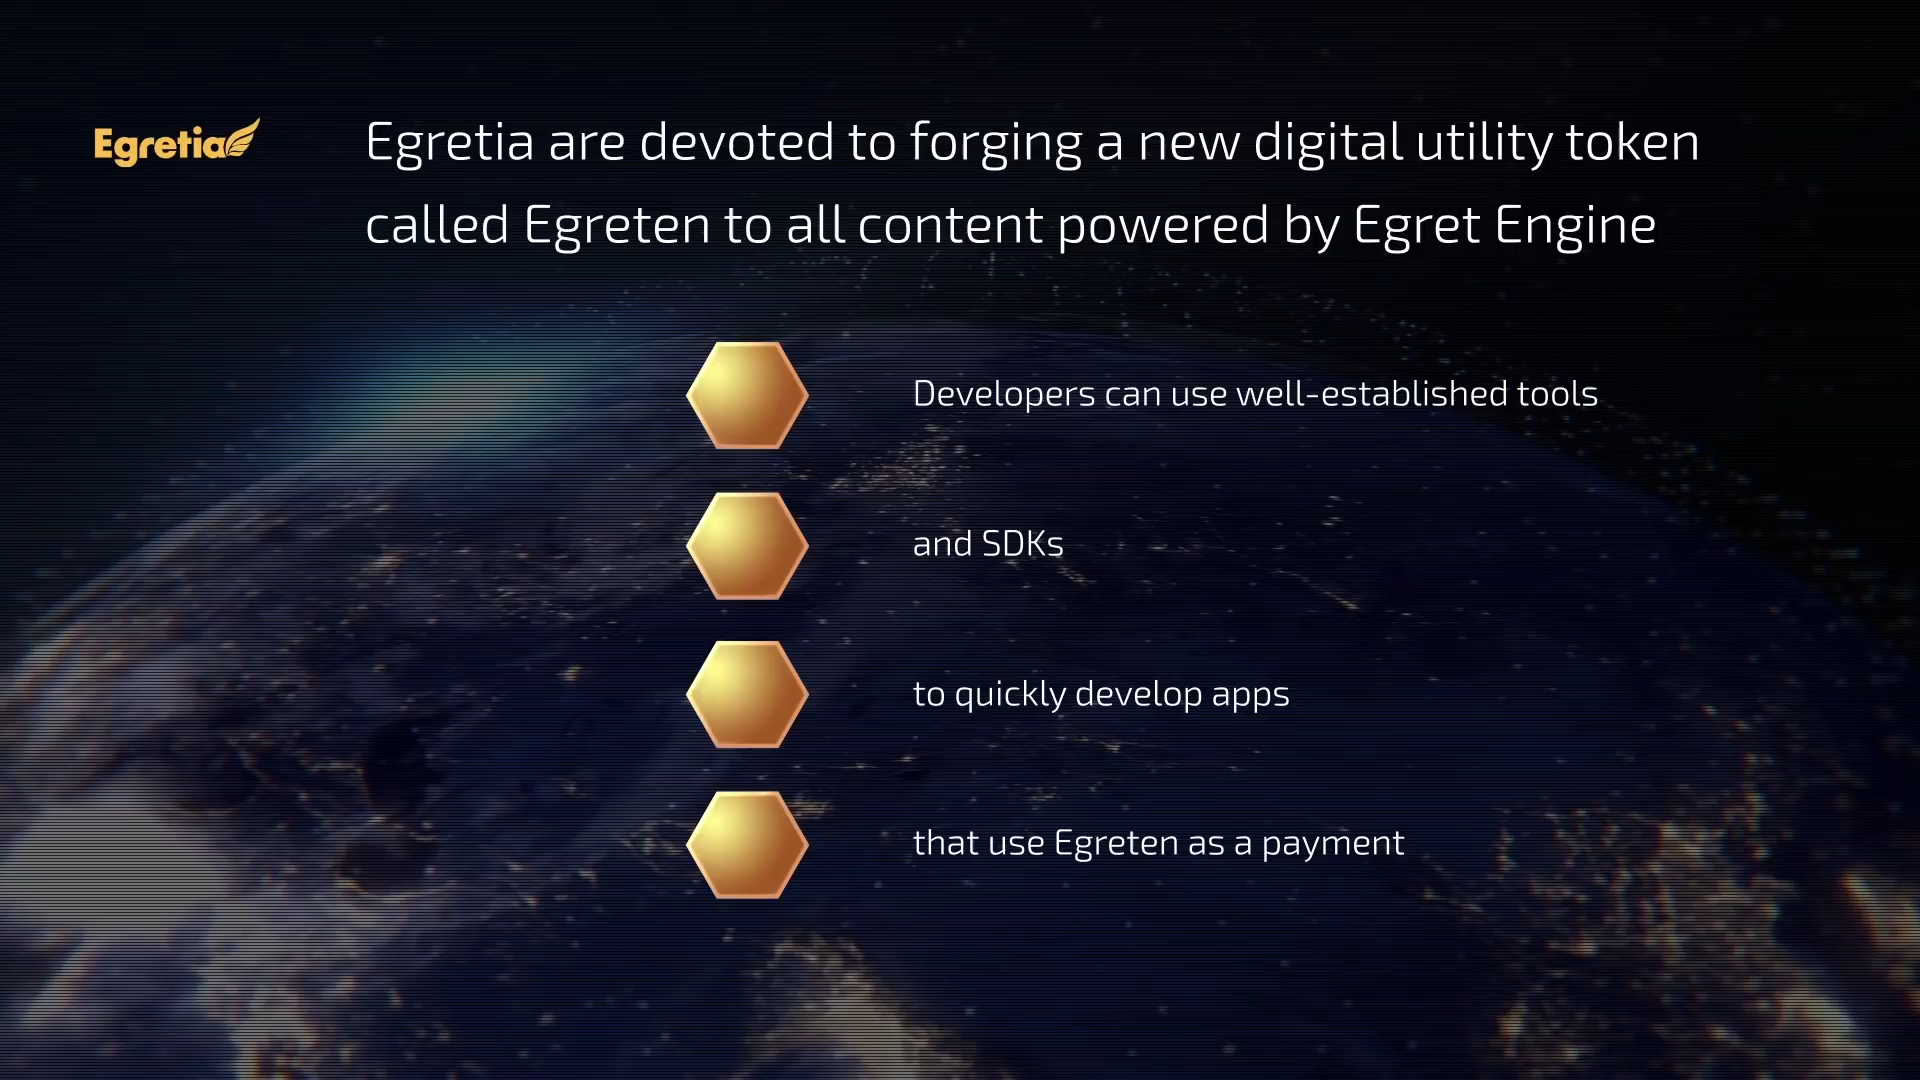 Egretia
Egretia are devoted to forging a new digital utility token
called Egreten to all content powered by Egret Engine
Developers can use well-established tools
and SDKs
to quickly develop apps
that use Egreten as a payment